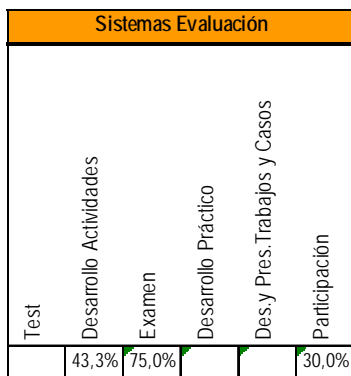 Sistemas Evaluación
Test
Desarrollo Actividades
Examen
Desarrollo Práctico
Des.y Pres.Trabajos y Casos
Participación
43,3%
75,0%
30,0%